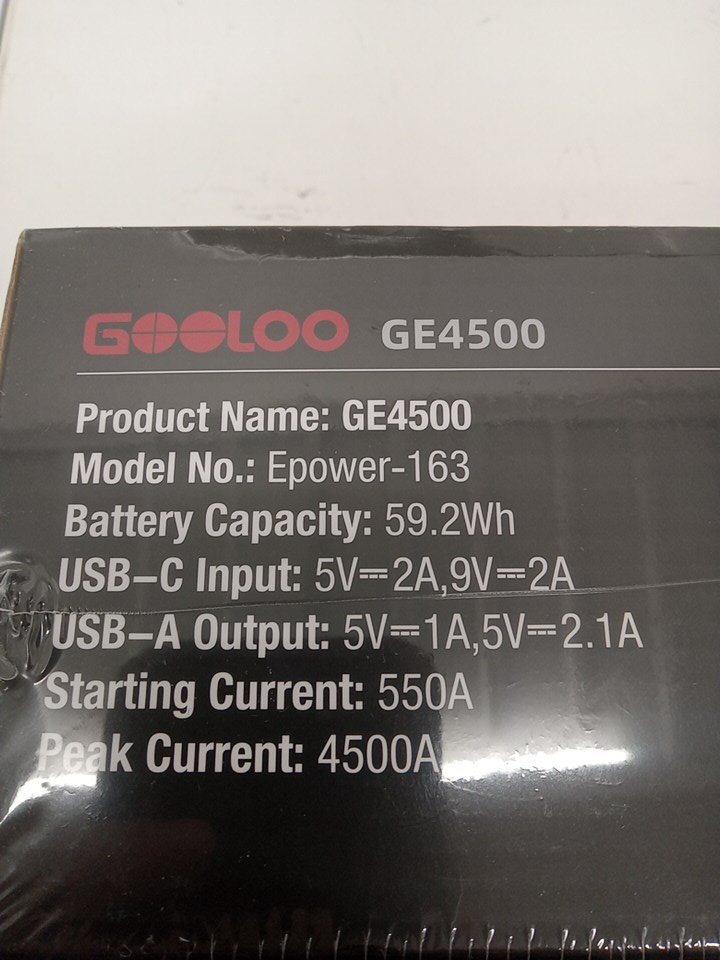 GOOLOO GE4500
Product Name: GE4500
Model No.: Epower-163
Battery Capacity: 59.2Wh
USB-C Input: 5V⎓2A,9V⎓2A
USB-A Output: 5V⎓1A,5V⎓2.1A
Starting Current: 550A
Peak Current: 4500A